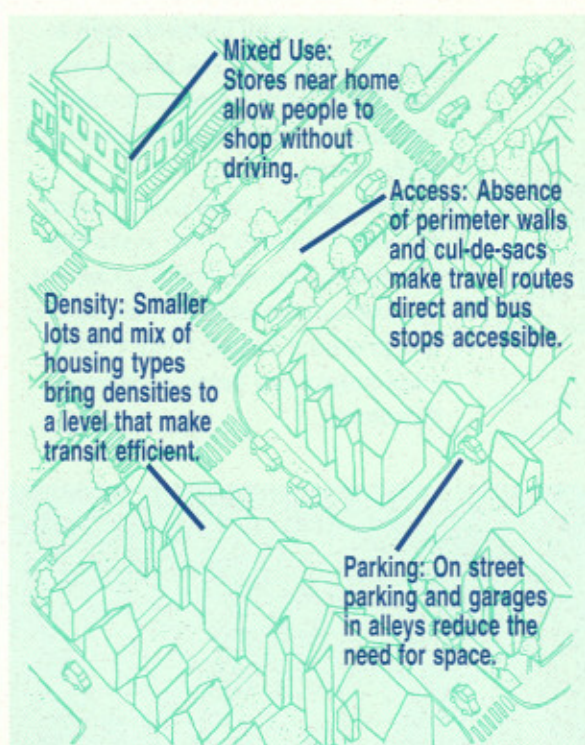 Mixed Use:
Stores near home
allow people to
shop without
driving.
Access: Absence
of perimeter walls
and cul-de-sacs
make travel routes
direct and bus
stops accessible.
Density: Smaller
lots and mix of
housing types
bring densities to
a level that make
transit efficient.
Parking: On street
parking and garages
in alleys reduce the
need for space.